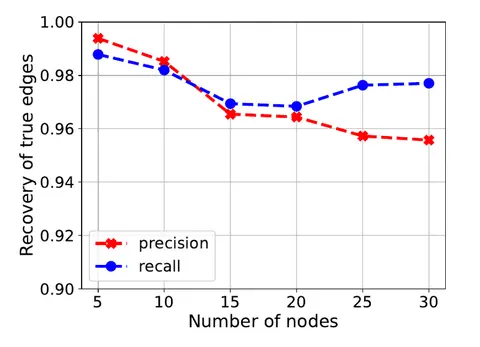 1.00
0.98
0.96
0.94
0.92
0.90
Recovery of true edges
precision
recall
5 10 15 20 25 30
Number of nodes